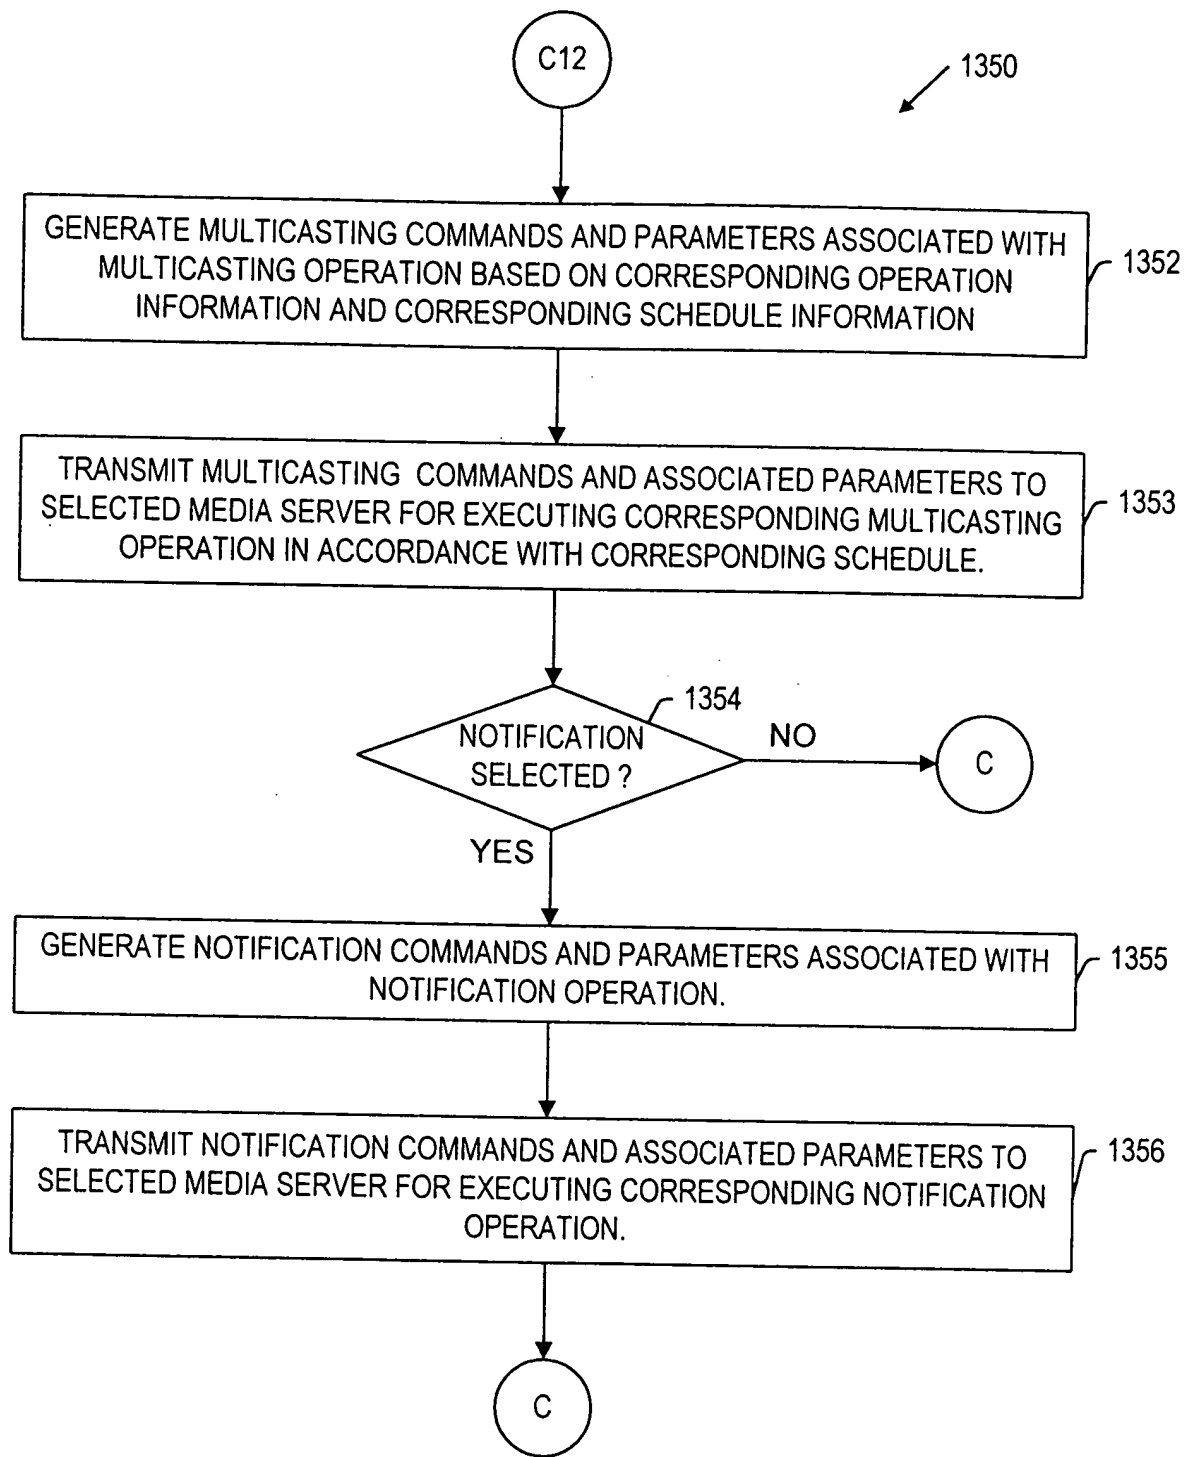 C12
1350
GENERATE MULTICASTING COMMANDS AND PARAMETERS ASSOCIATED WITH
MULTICASTING OPERATION BASED ON CORRESPONDING OPERATION
INFORMATION AND CORRESPONDING SCHEDULE INFORMATION
1352
TRANSMIT MULTICASTING COMMANDS AND ASSOCIATED PARAMETERS TO
SELECTED MEDIA SERVER FOR EXECUTING CORRESPONDING MULTICASTING
OPERATION IN ACCORDANCE WITH CORRESPONDING SCHEDULE.
1353
1354
NOTIFICATION
SELECTED ?
NO
C
YES
GENERATE NOTIFICATION COMMANDS AND PARAMETERS ASSOCIATED WITH
NOTIFICATION OPERATION.
1355
TRANSMIT NOTIFICATION COMMANDS AND ASSOCIATED PARAMETERS TO
SELECTED MEDIA SERVER FOR EXECUTING CORRESPONDING NOTIFICATION
OPERATION.
1356
C